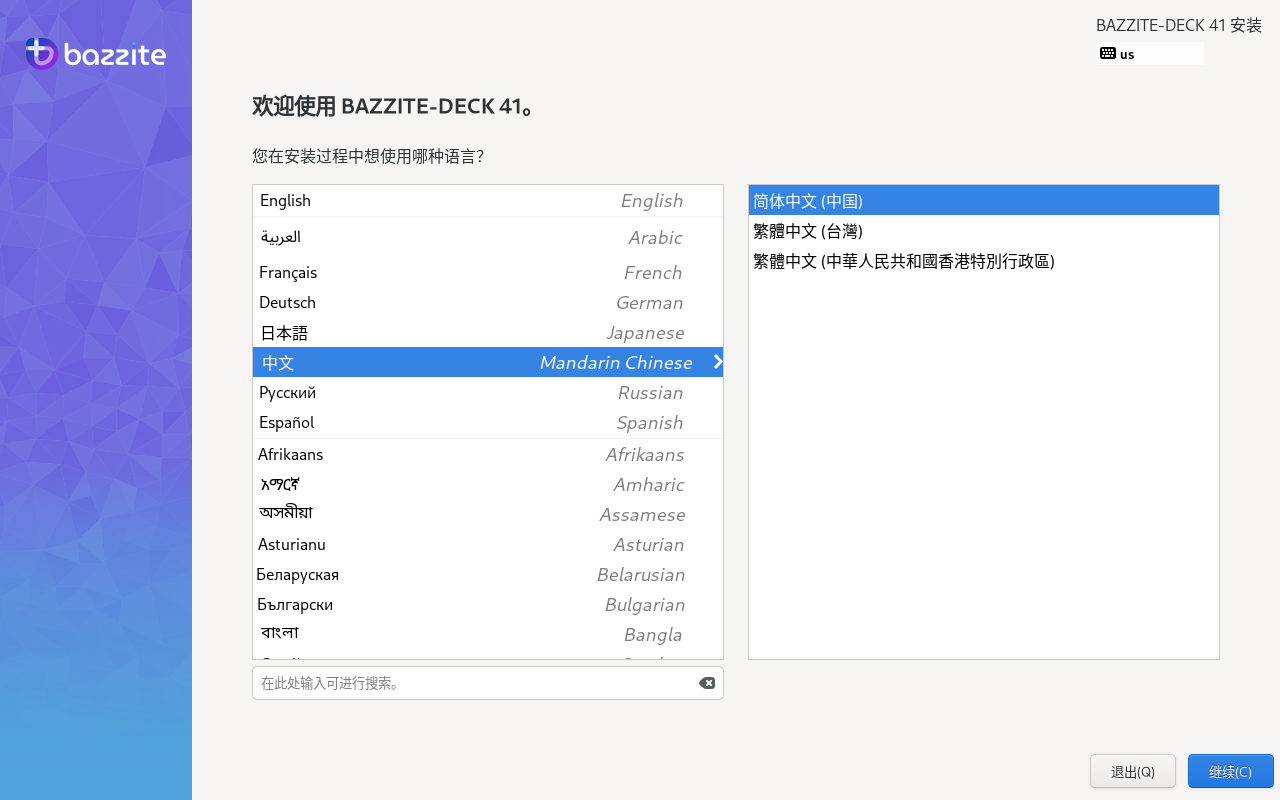 bazzite
BAZZITE-DECK 41 安装
us
欢迎使用 BAZZITE-DECK 41。
您在安装过程中想使用哪种语言?
English English
العربية Arabic
Français French
Deutsch German
日本語 Japanese
中文 Mandarin Chinese
Русский Russian
Español Spanish
Afrikaans Afrikaans
አማርኛ Amharic
অসমীয়া Assamese
Asturianu Asturian
Беларуская Belarusian
Български Bulgarian
বাংলা Bangla
简体中文 (中国)
繁體中文 (台灣)
繁體中文 (中華人民共和國香港特別行政區)
在此处输入可进行搜索。
退出(Q)
继续(C)